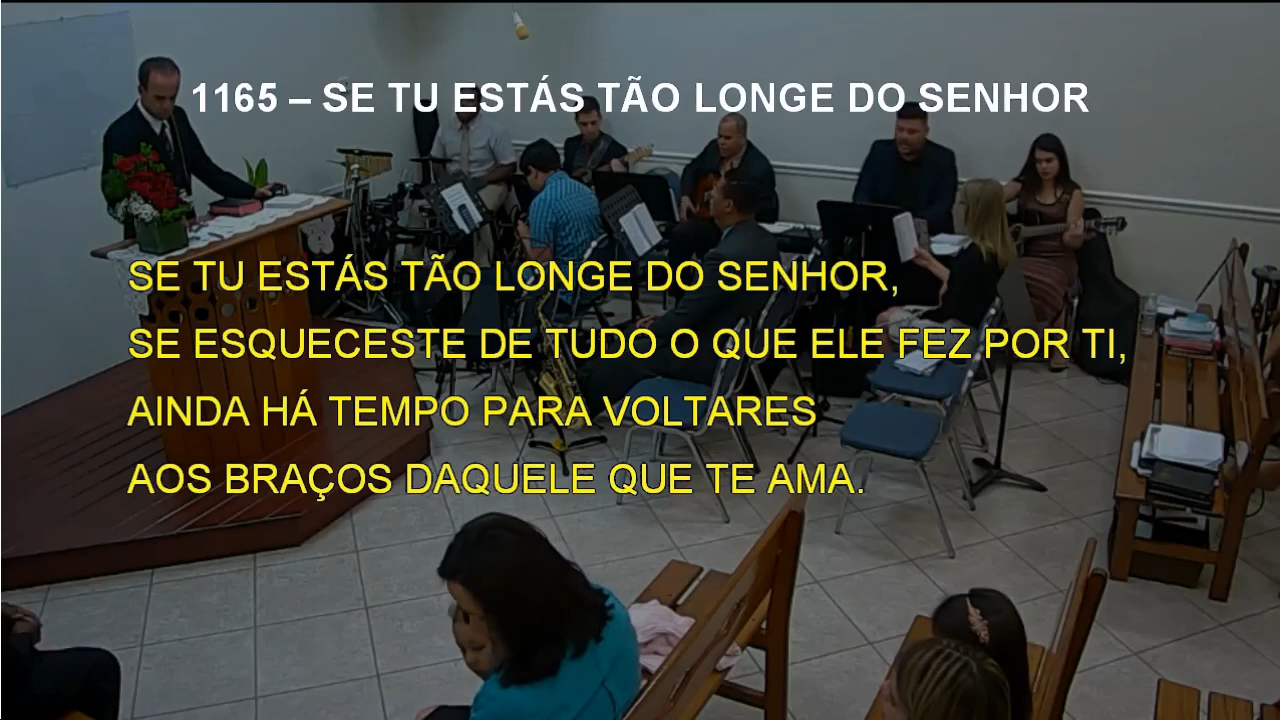 1165 – SE TU ESTÁS TÃO LONGE DO SENHOR
SE TU ESTÁS TÃO LONGE DO SENHOR,
SE ESQUECESTE DE TUDO O QUE ELE FEZ POR TI,
AINDA HÁ TEMPO PARA VOLTARES
AOS BRAÇOS DAQUELE QUE TE AMA.